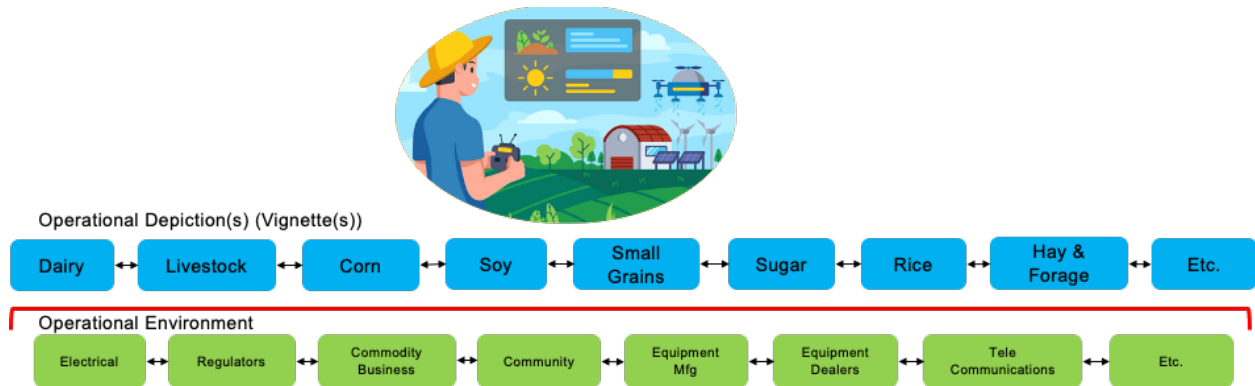 Operational Depiction(s) (Vignette(s))
Dairy
Livestock
Corn
Soy
Small
Grains
Sugar
Rice
Hay &
Forage
Etc.
Operational Environment
Electrical
Regulators
Commodity
Business
Community
Equipment
Mfg
Equipment
Dealers
Tele
Communications
Etc.